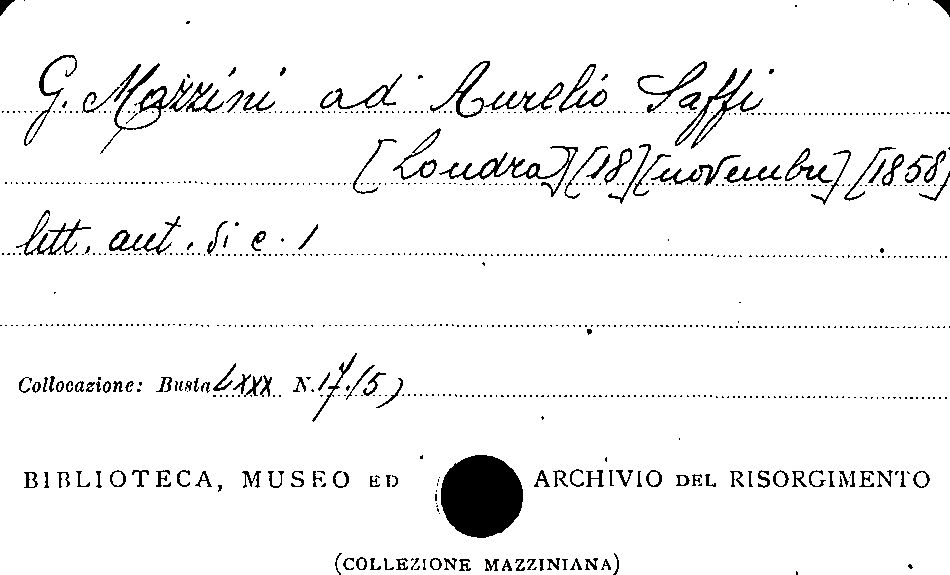 G. Mazzini ad Aurelio Saffi
[Londra] [18] [novembre] [1858]
lett. aut. di c. 1
Collocazione: Busta LXXX N. 17(5)
BIBLIOTECA, MUSEO ED ARCHIVIO DEL RISORGIMENTO
(COLLEZIONE MAZZINIANA)